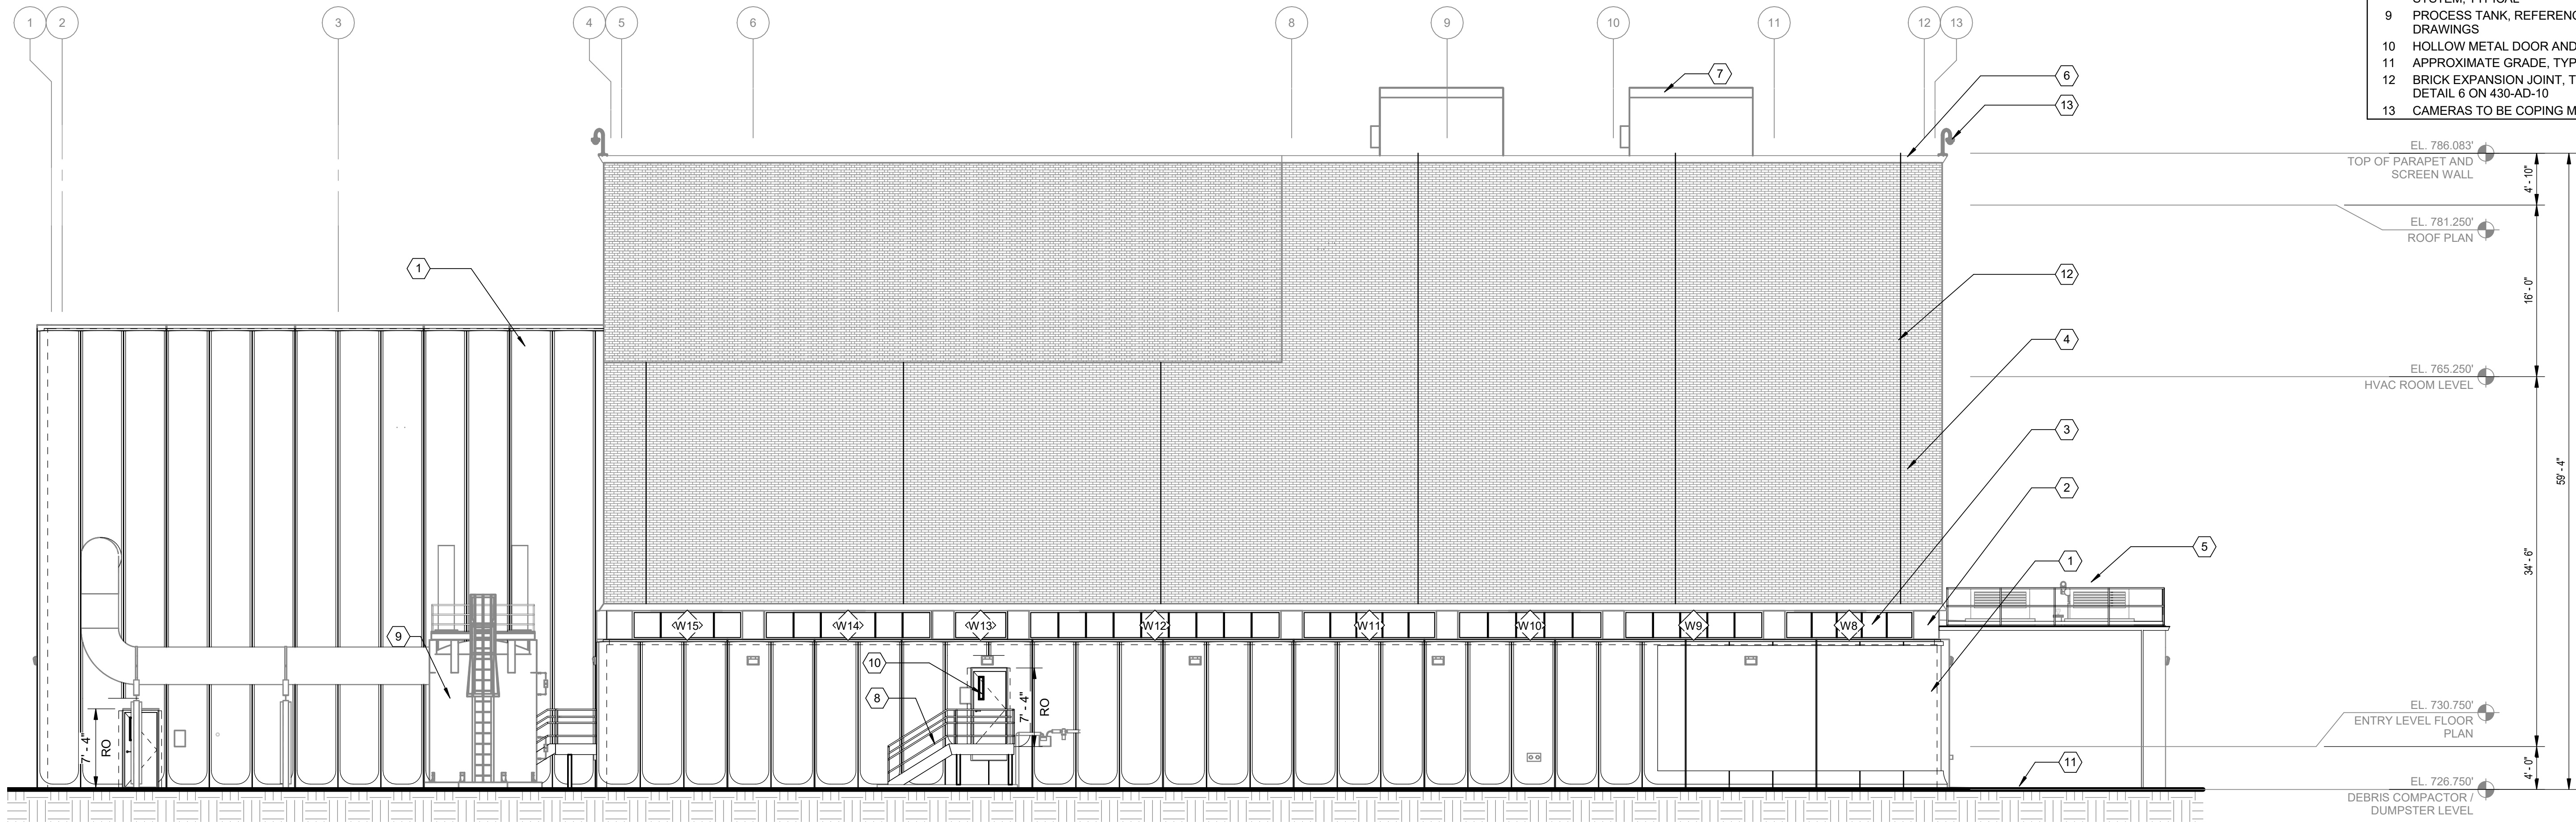 1 2 3 4 5 6 8 9 10 11 12 13
9 PROCESS TANK, REFERENC
DRAWINGS
10 HOLLOW METAL DOOR AND
11 APPROXIMATE GRADE, TYP
12 BRICK EXPANSION JOINT, T
DETAIL 6 ON 430-AD-10
13 CAMERAS TO BE COPING M
7
6
13
EL. 786.083'
TOP OF PARAPET AND
SCREEN WALL
4' - 10"
EL. 781.250'
ROOF PLAN
1
12
16' - 0"
4
EL. 765.250'
HVAC ROOM LEVEL
3
59' - 4"
2
5
1
34' - 6"
W15 W14 W13 W12 W11 W10 W9 W8
9
10
8
7' - 4"
RO
7' - 4"
RO
EL. 730.750'
ENTRY LEVEL FLOOR
PLAN
11
4' - 0"
EL. 726.750'
DEBRIS COMPACTOR /
DUMPSTER LEVEL